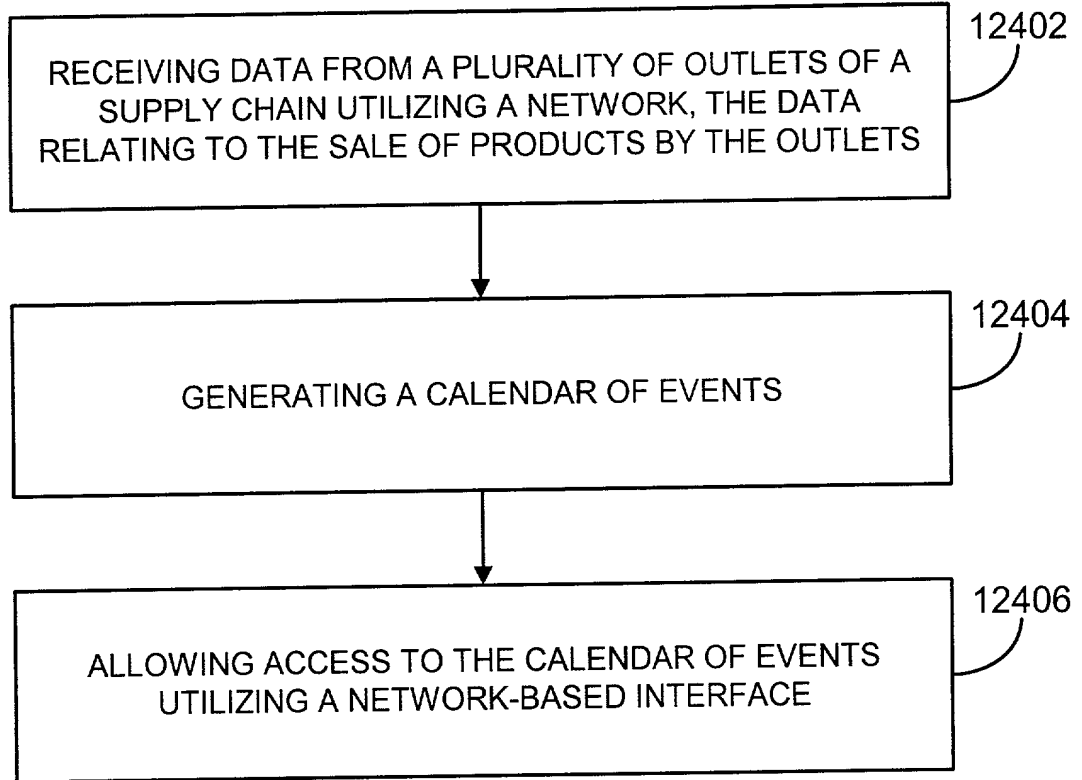 12402
RECEIVING DATA FROM A PLURALITY OF OUTLETS OF A
SUPPLY CHAIN UTILIZING A NETWORK, THE DATA
RELATING TO THE SALE OF PRODUCTS BY THE OUTLETS
12404
GENERATING A CALENDAR OF EVENTS
12406
ALLOWING ACCESS TO THE CALENDAR OF EVENTS
UTILIZING A NETWORK-BASED INTERFACE